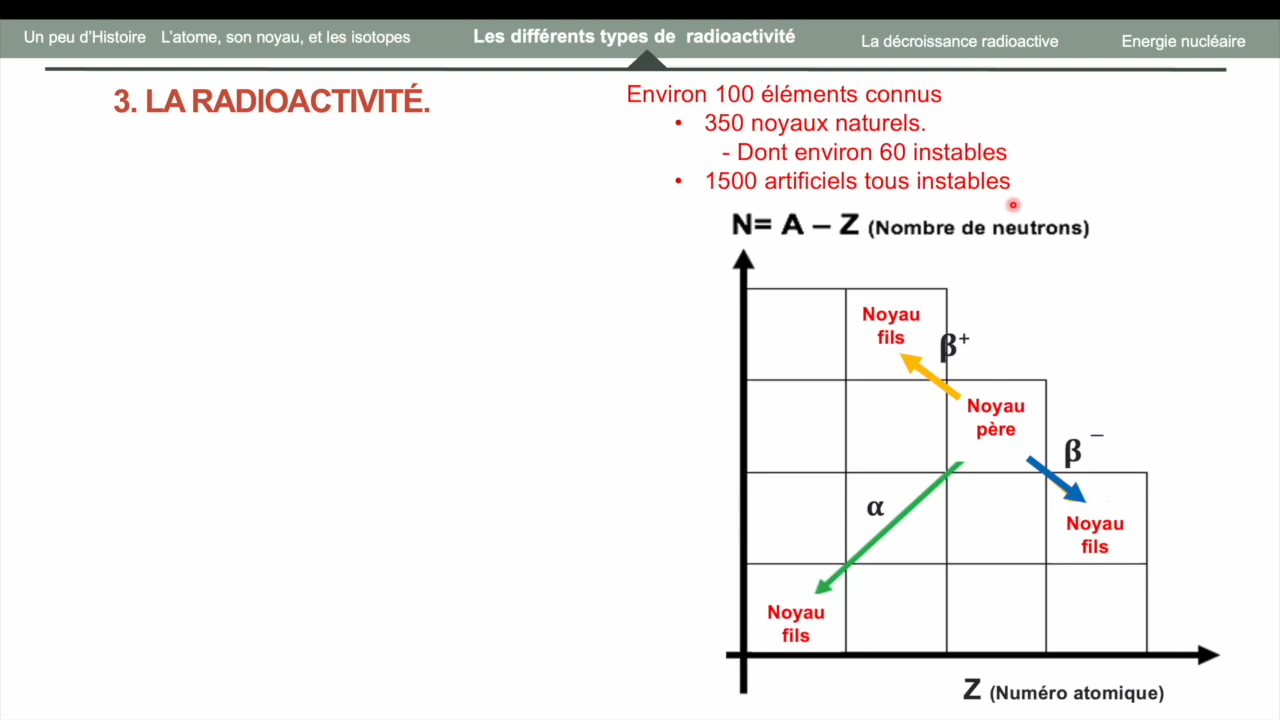 Un peu d’Histoire L’atome, son noyau, et les isotopes Les différents types de radioactivité La décroissance radioactive Energie nucléaire
3. LA RADIOACTIVITÉ.
Environ 100 éléments connus
• 350 noyaux naturels.
- Dont environ 60 instables
• 1500 artificiels tous instables
N= A – Z (Nombre de neutrons)
Noyau
fils
β+
Noyau
père
β −
α
Noyau
fils
Noyau
fils
Z (Numéro atomique)